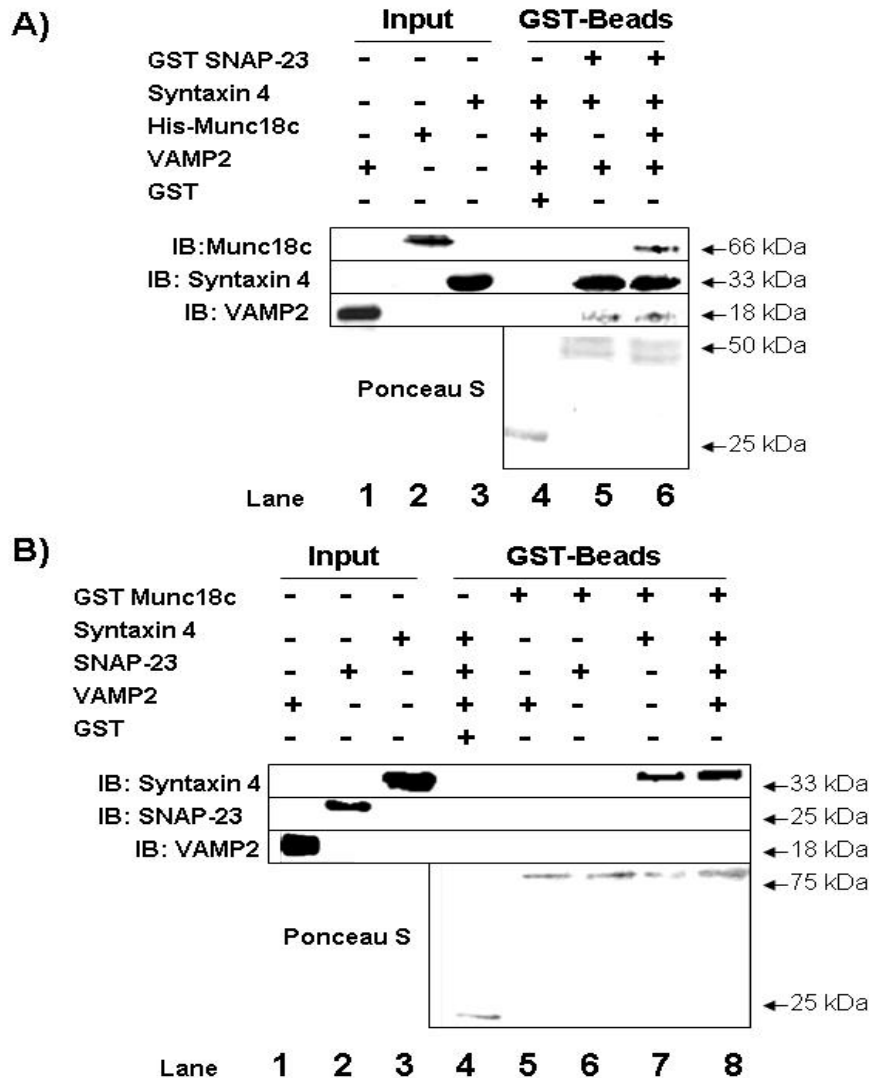 A)
Input GST-Beads
GST SNAP-23 - - - - + +
Syntaxin 4 - - + + + +
His-Munc18c - + - + - +
VAMP2 + - - + + +
GST - - - + - -
IB:Munc18c ←66 kDa
IB: Syntaxin 4 ←33 kDa
IB: VAMP2 ←18 kDa
←50 kDa
Ponceau S
←25 kDa
Lane 1 2 3 4 5 6
B)
Input GST-Beads
GST Munc18c - - - - + + + +
Syntaxin 4 - - + + - - + +
SNAP-23 - + - + - + - +
VAMP2 + - - + + - - +
GST - - - + - - - -
IB: Syntaxin 4 ←33 kDa
IB: SNAP-23 ←25 kDa
IB: VAMP2 ←18 kDa
←75 kDa
Ponceau S
←25 kDa
Lane 1 2 3 4 5 6 7 8